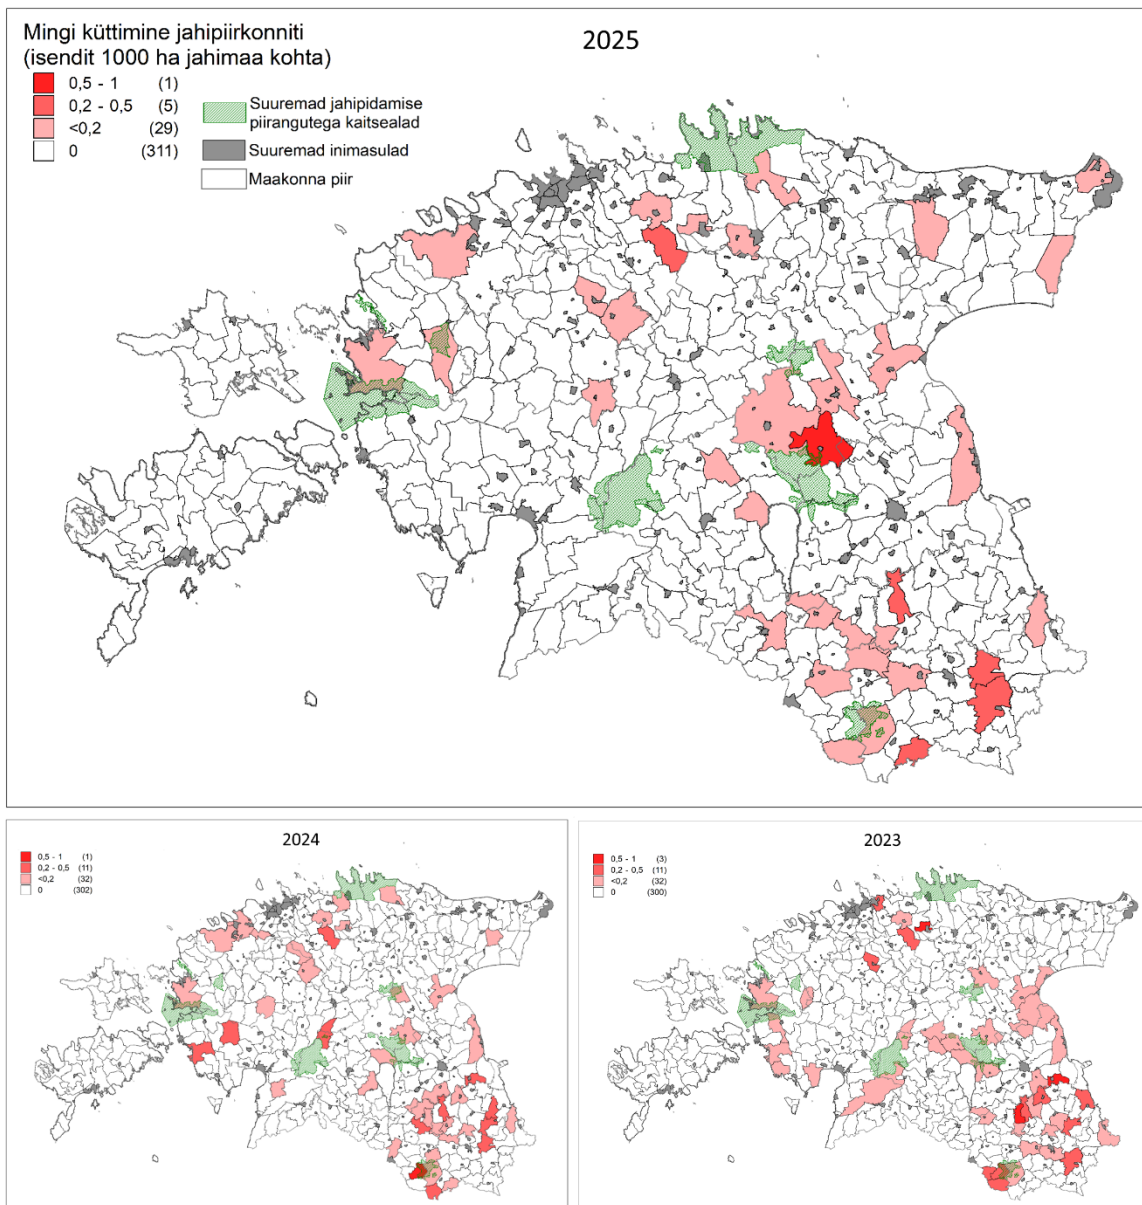 Mingi küttimine jahipiirkonniti
(isendit 1000 ha jahimaa kohta)
2025
0,5 - 1 (1)
0,2 - 0,5 (5)
<0,2 (29)
0 (311)
Suuremad jahipidamise
piirangutega kaitsealad
Suuremad inimasulad
Maakonna piir
2024
0,5 - 1 (1)
0,2 - 0,5 (11)
<0,2 (32)
0 (302)
2023
0,5 - 1 (3)
0,2 - 0,5 (11)
<0,2 (32)
0 (300)